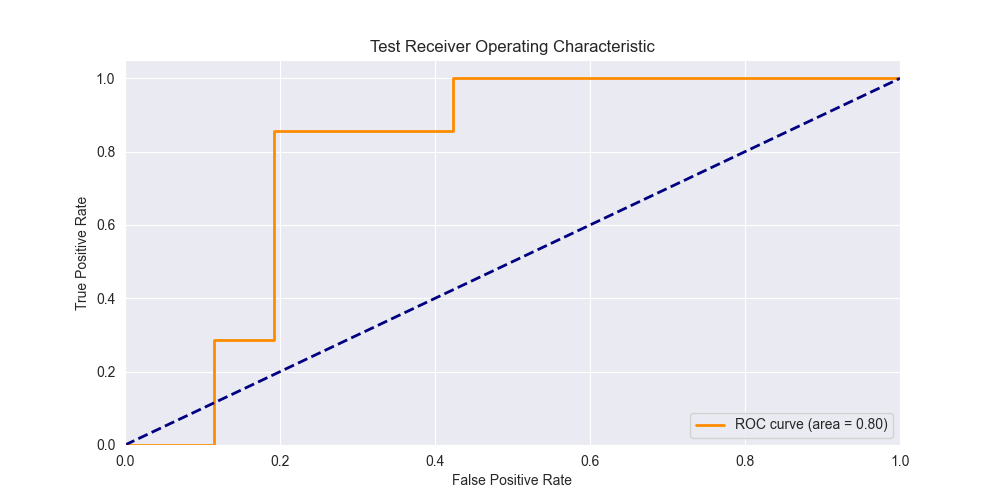 Test Receiver Operating Characteristic
True Positive Rate
1.0
0.8
0.6
0.4
0.2
0.0
0.0 0.2 0.4 0.6 0.8 1.0
False Positive Rate
ROC curve (area = 0.80)